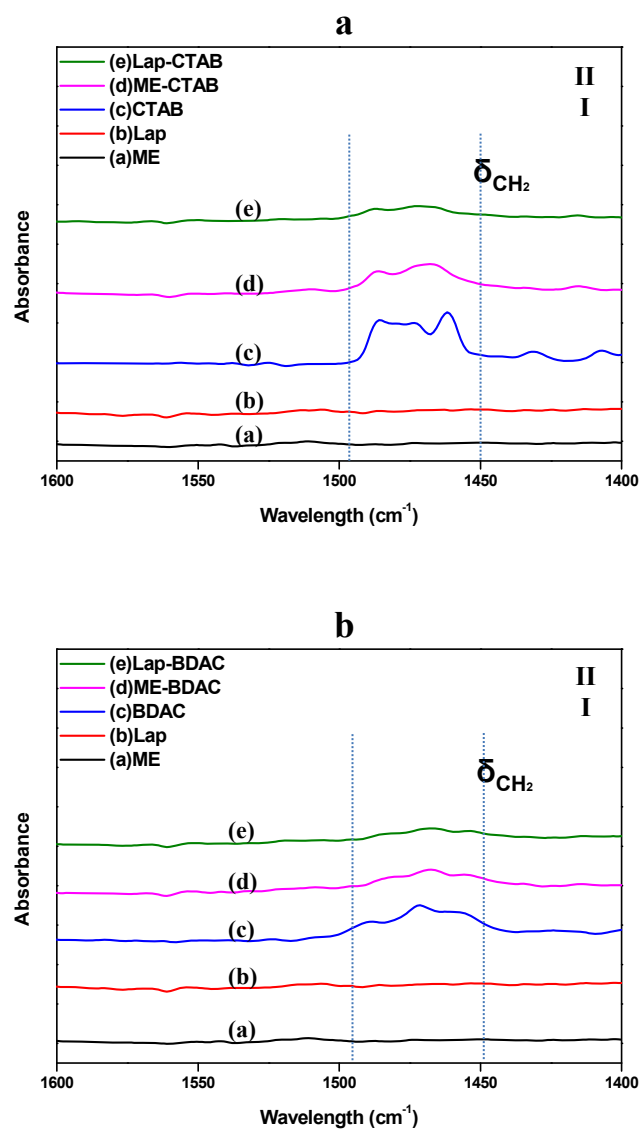 a
(e)Lap-CTAB
(d)ME-CTAB
(c)CTAB
(b)Lap
(a)ME
II
I
δCH₂
(e)
(d)
(c)
(b)
(a)
Absorbance
1600 1550 1500 1450 1400
Wavelength (cm⁻¹)
b
(e)Lap-BDAC
(d)ME-BDAC
(c)BDAC
(b)Lap
(a)ME
II
I
δCH₂
(e)
(d)
(c)
(b)
(a)
Absorbance
1600 1550 1500 1450 1400
Wavelength (cm⁻¹)